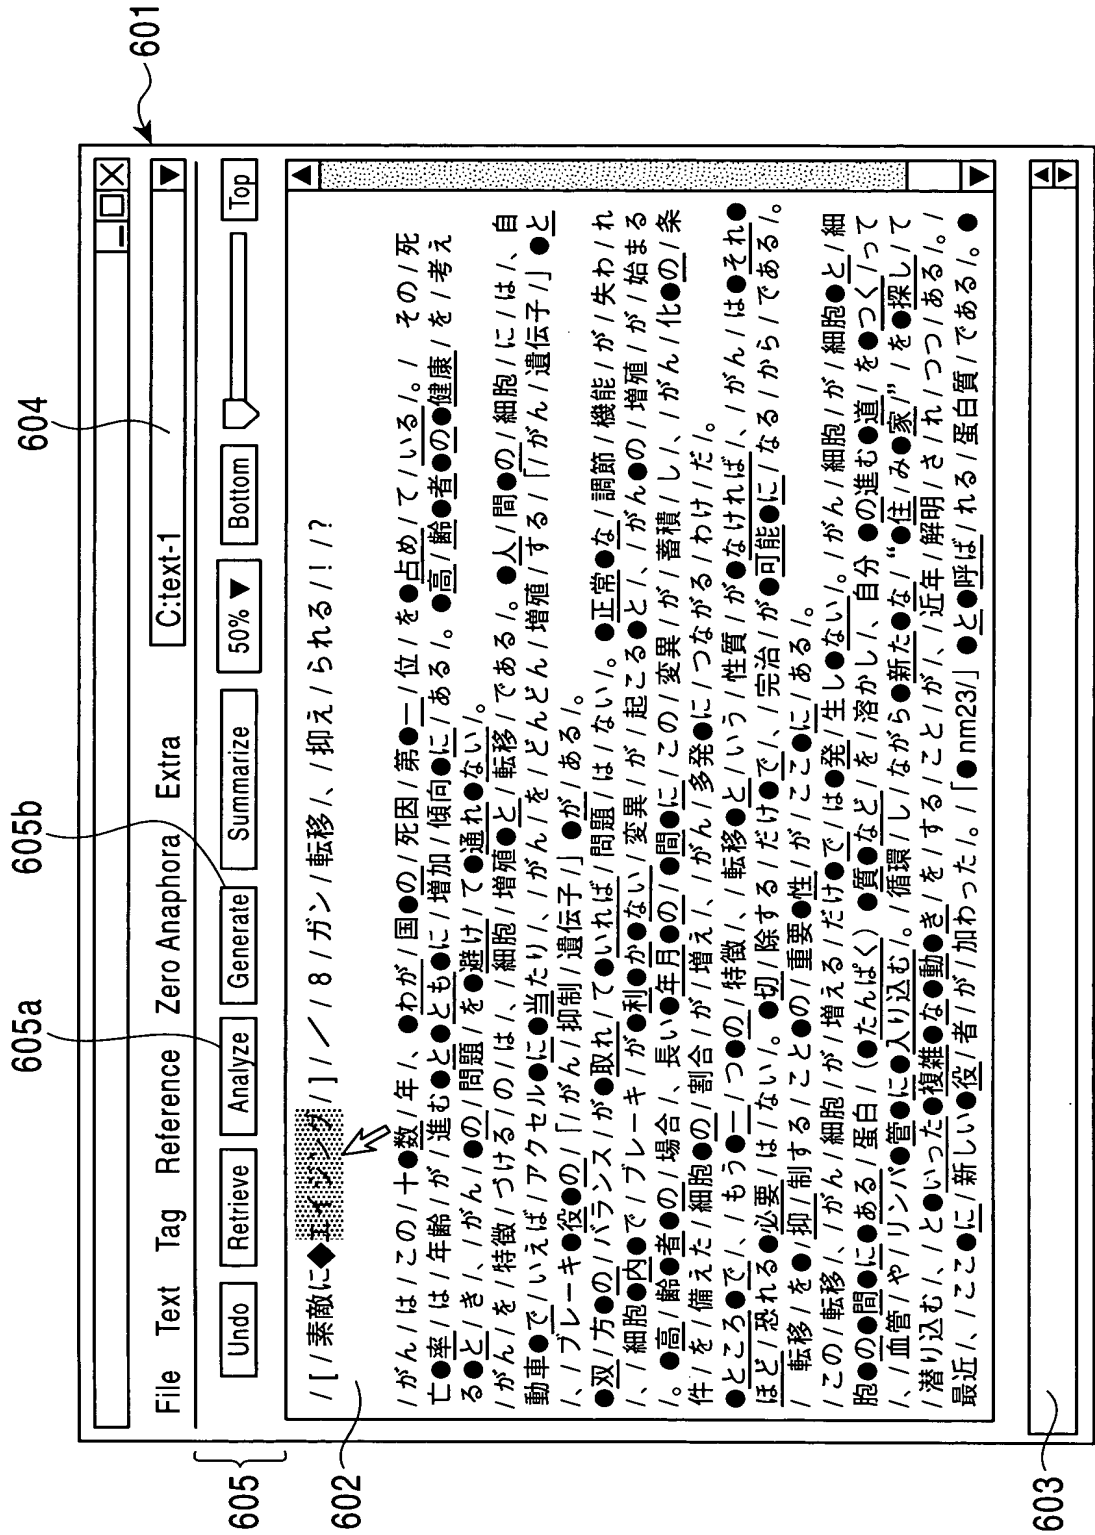 605a
605b
604
601
C:text-1
File Text Tag Reference Zero Anaphora Extra
605
Undo Retrieve Analyze Generate Summarize 50% ▼ Bottom Top
602
/ [ / 素敵に◆エイジング / ] / ／ / 8 / ガン / 転移 /、/ 抑え / られる / ! / ?
/ がん / は / この / 十●数 / 年 /、●わが / 国●の / 死因 / 第●一 / 位 / を●占め / て / いる /。/ その / 死
亡●率 / は / 年齢 / が / 進む●と●とも●に / 増加 / 傾向●に / ある /。●高 / 齢●者●の●健康 / を / 考え
る●と / き /、/ がん / ●の / 問題 / を●避け / て●通れ●ない /。
/ がん / を / 特徴 / づける / のは /、/ 細胞 / 増殖●と / 転移 / である /。●人 / 間●の / 細胞 / に / は /、自
動車●で / いえば / アクセル●に●当たり /、/ がん / を / どんどん / 増殖 / する / 「 / がん / 遺伝子 / 」●と
/、/ ブレーキ●役●の / 「 / がん / 抑制 / 遺伝子 / 」●が / ある /。
●双 / 方●の / バランス / が●取れ / て●いれば / 問題 / は / ない /。●正常●な / 調節 / 機能 / が / 失わ / れ
/、/ 細胞●内●で / ブレーキ / が●利●か●ない / 変異 / が / 起こる●と /、/ がん●の / 増殖 / が / 始まる
/。●高 / 齢●者●の / 場合 /、長い●年月●の / ●間●に / この / 変異 / が / 蓄積 / し /、/ がん / 化●の / 条
件 / を / 備えた / 細胞●の / 割合 / が / 増え /、/ がん / 多発●に / つながる / わけ / だ /。
●ところ●で /、/ もう●一 / つ●の / 特徴 /、/ 転移●と / いう / 性質 / が●なければ /、/ がん / は●それ●
ほど / 恐れる●必要 / は / ない /。●切 / 除する / だけ●で /、/ 完治 / が●可能●に / なる / から / である /。
/ 転移 / を●/ 抑 / 制する / こと●の / 重要●性 / が / ここ●に / ある /。
/ この / 転移 /、/ がん / 細胞 / が / 増える / だけ●で / は●発 / 生し●ない /。/ がん / 細胞 / が / 細胞●と / 細
胞●の●間●に●ある / 蛋白 / (●たんぱく) ●質●など / を / 溶かし /、自分 ●の進む●道 / を●つく / って
/、/ 血管 / や / リンパ●管●に●入り込む /。/ 循環 / し / ながら●新た●な / “●住 / み●家 / ” / を●探し / て
/ 潜り込む /、/ と●いった●複雑●な●動●き / を / する / こと / が /、/ 近年 / 解明 / さ / れ / つつ / ある /。/
最近 /、/ ここ●に / 新しい●役 / 者 / が / 加わった /。/ 「 / ●nm23 / 」●と●呼ば / れる / 蛋白質 / である /。●
603